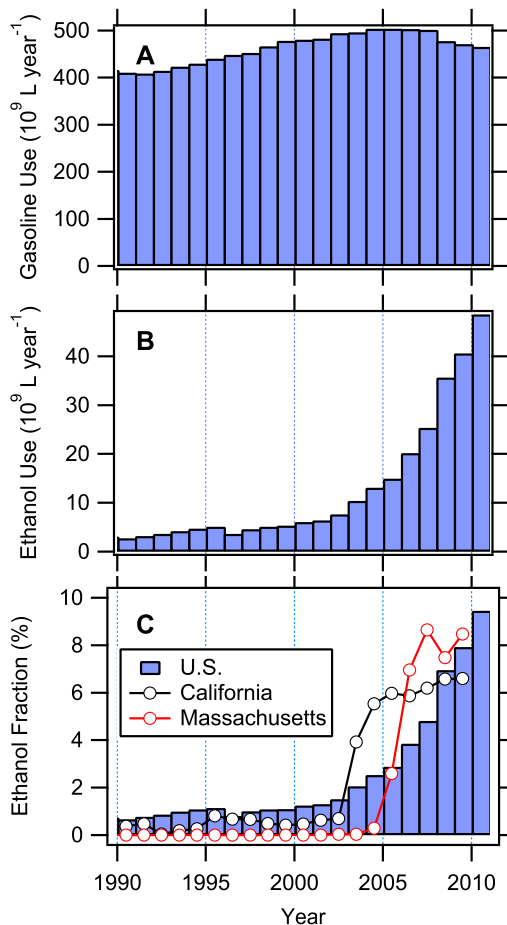 A
Gasoline Use (10⁹ L year⁻¹)
500
400
300
200
100
0
B
Ethanol Use (10⁹ L year⁻¹)
40
30
20
10
0
C
Ethanol Fraction (%)
10
8
6
4
2
0
U.S.
California
Massachusetts
1990 1995 2000 2005 2010
Year